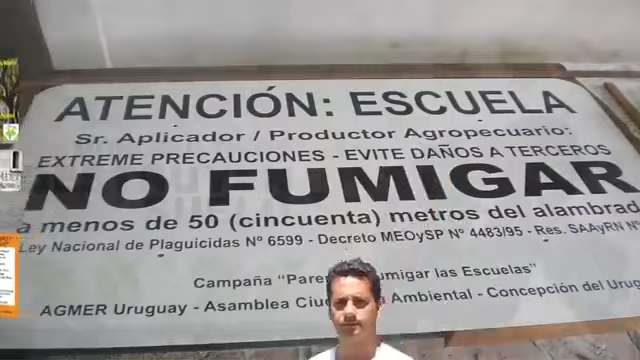 ATENCIÓN: ESCUELA
Sr. Aplicador / Productor Agropecuario:
EXTREME PRECAUCIONES - EVITE DAÑOS A TERCEROS
NO FUMIGAR
a menos de 50 (cincuenta) metros del alambrad
Ley Nacional de Plaguicidas Nº 6599 - Decreto MEOySP Nº 4483/95 - Res. SAAyRN Nº
Campaña "Pare fumigar las Escuelas"
AGMER Uruguay - Asamblea Ciu Ambiental - Concepción del Urug